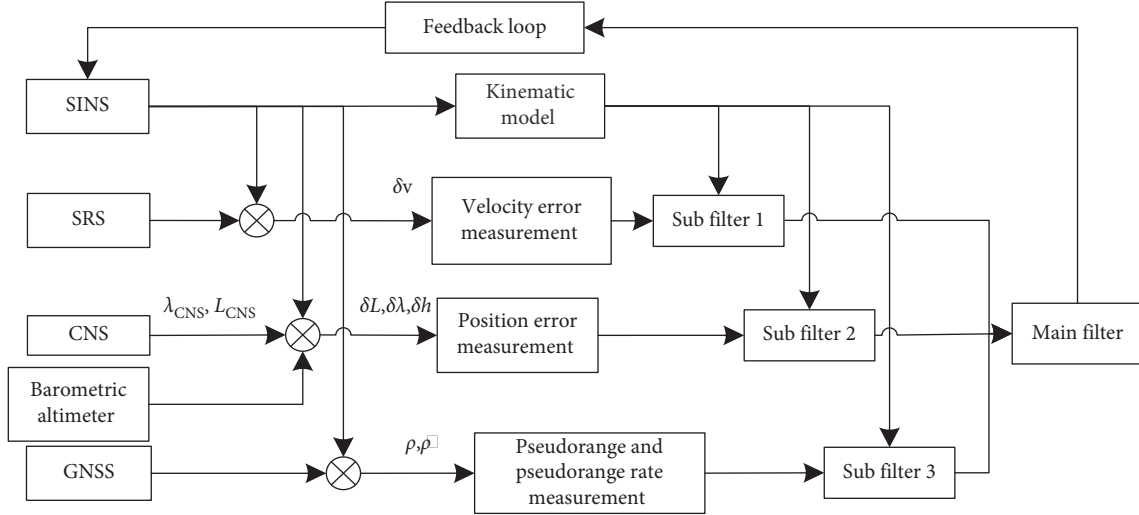 Feedback loop
SINS
Kinematic
model
SRS
δv
Velocity error
measurement
Sub filter 1
CNS
λCNS, LCNS
δL,δλ,δh
Position error
measurement
Sub filter 2
Main filter
Barometric
altimeter
GNSS
ρ,ρ□
Pseudorange and
pseudorange rate
measurement
Sub filter 3